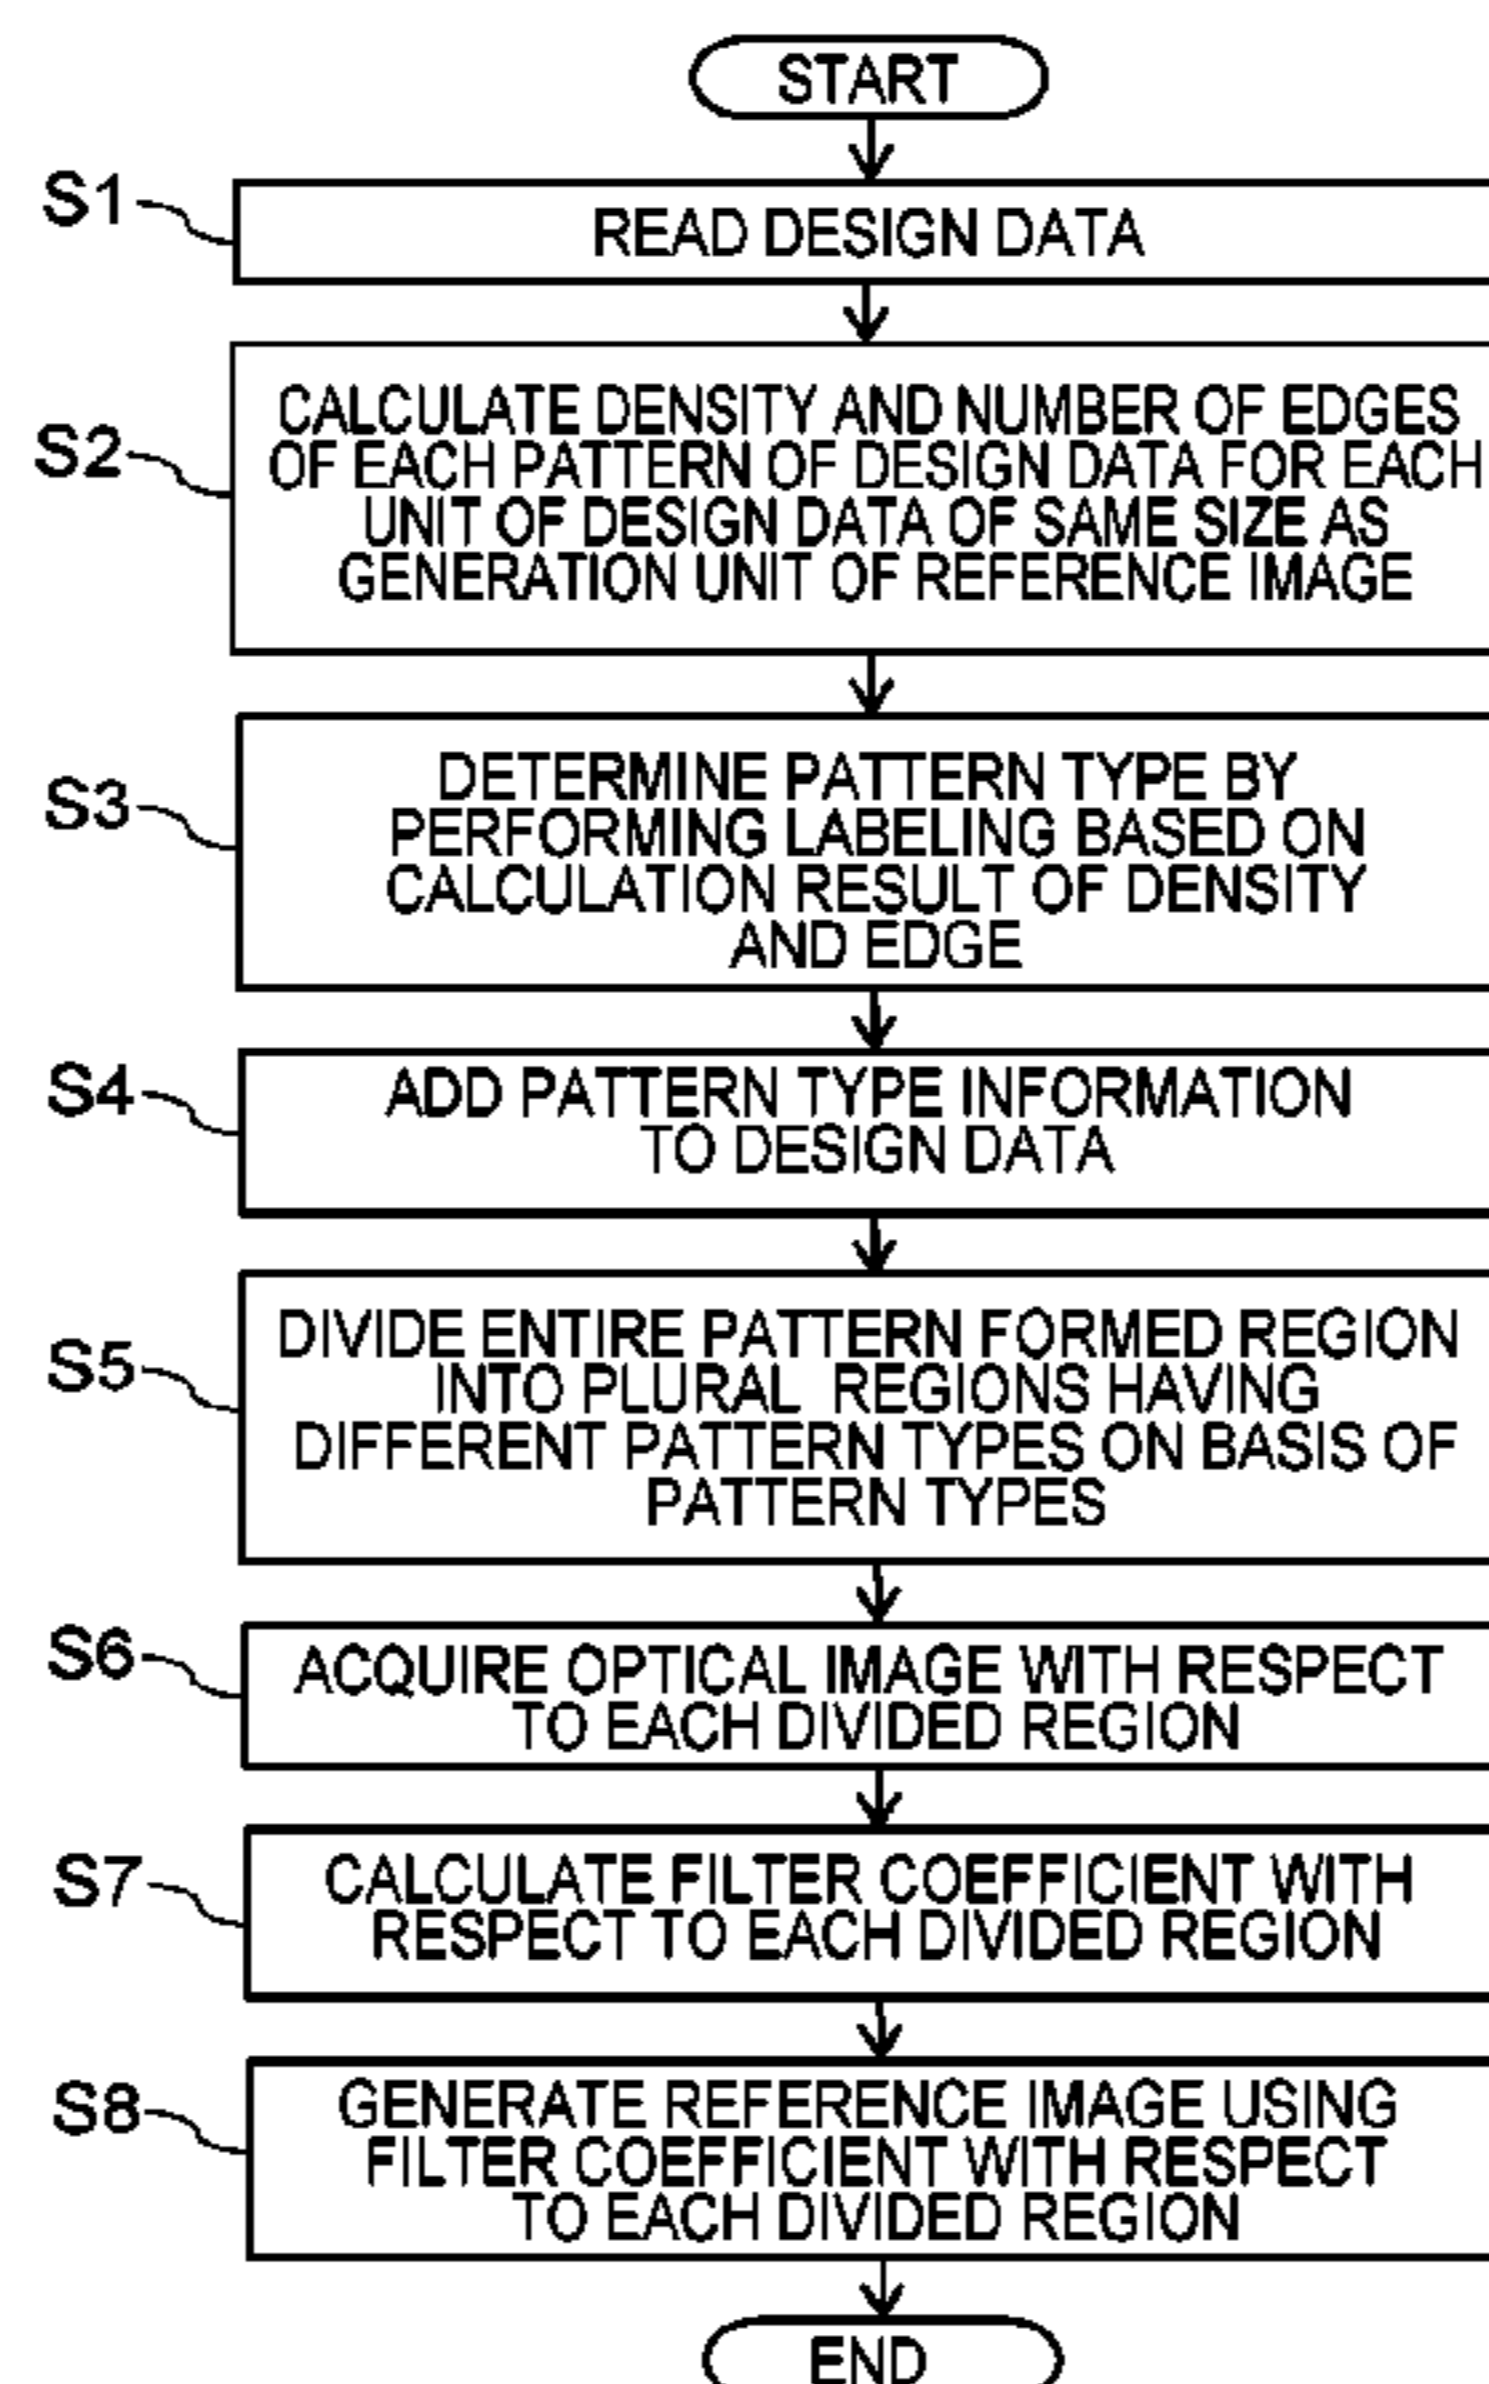 START
S1
READ DESIGN DATA
S2
CALCULATE DENSITY AND NUMBER OF EDGES
OF EACH PATTERN OF DESIGN DATA FOR EACH
UNIT OF DESIGN DATA OF SAME SIZE AS
GENERATION UNIT OF REFERENCE IMAGE
S3
DETERMINE PATTERN TYPE BY
PERFORMING LABELING BASED ON
CALCULATION RESULT OF DENSITY
AND EDGE
S4
ADD PATTERN TYPE INFORMATION
TO DESIGN DATA
S5
DIVIDE ENTIRE PATTERN FORMED REGION
INTO PLURAL REGIONS HAVING
DIFFERENT PATTERN TYPES ON BASIS OF
PATTERN TYPES
S6
ACQUIRE OPTICAL IMAGE WITH RESPECT
TO EACH DIVIDED REGION
S7
CALCULATE FILTER COEFFICIENT WITH
RESPECT TO EACH DIVIDED REGION
S8
GENERATE REFERENCE IMAGE USING
FILTER COEFFICIENT WITH RESPECT
TO EACH DIVIDED REGION
END